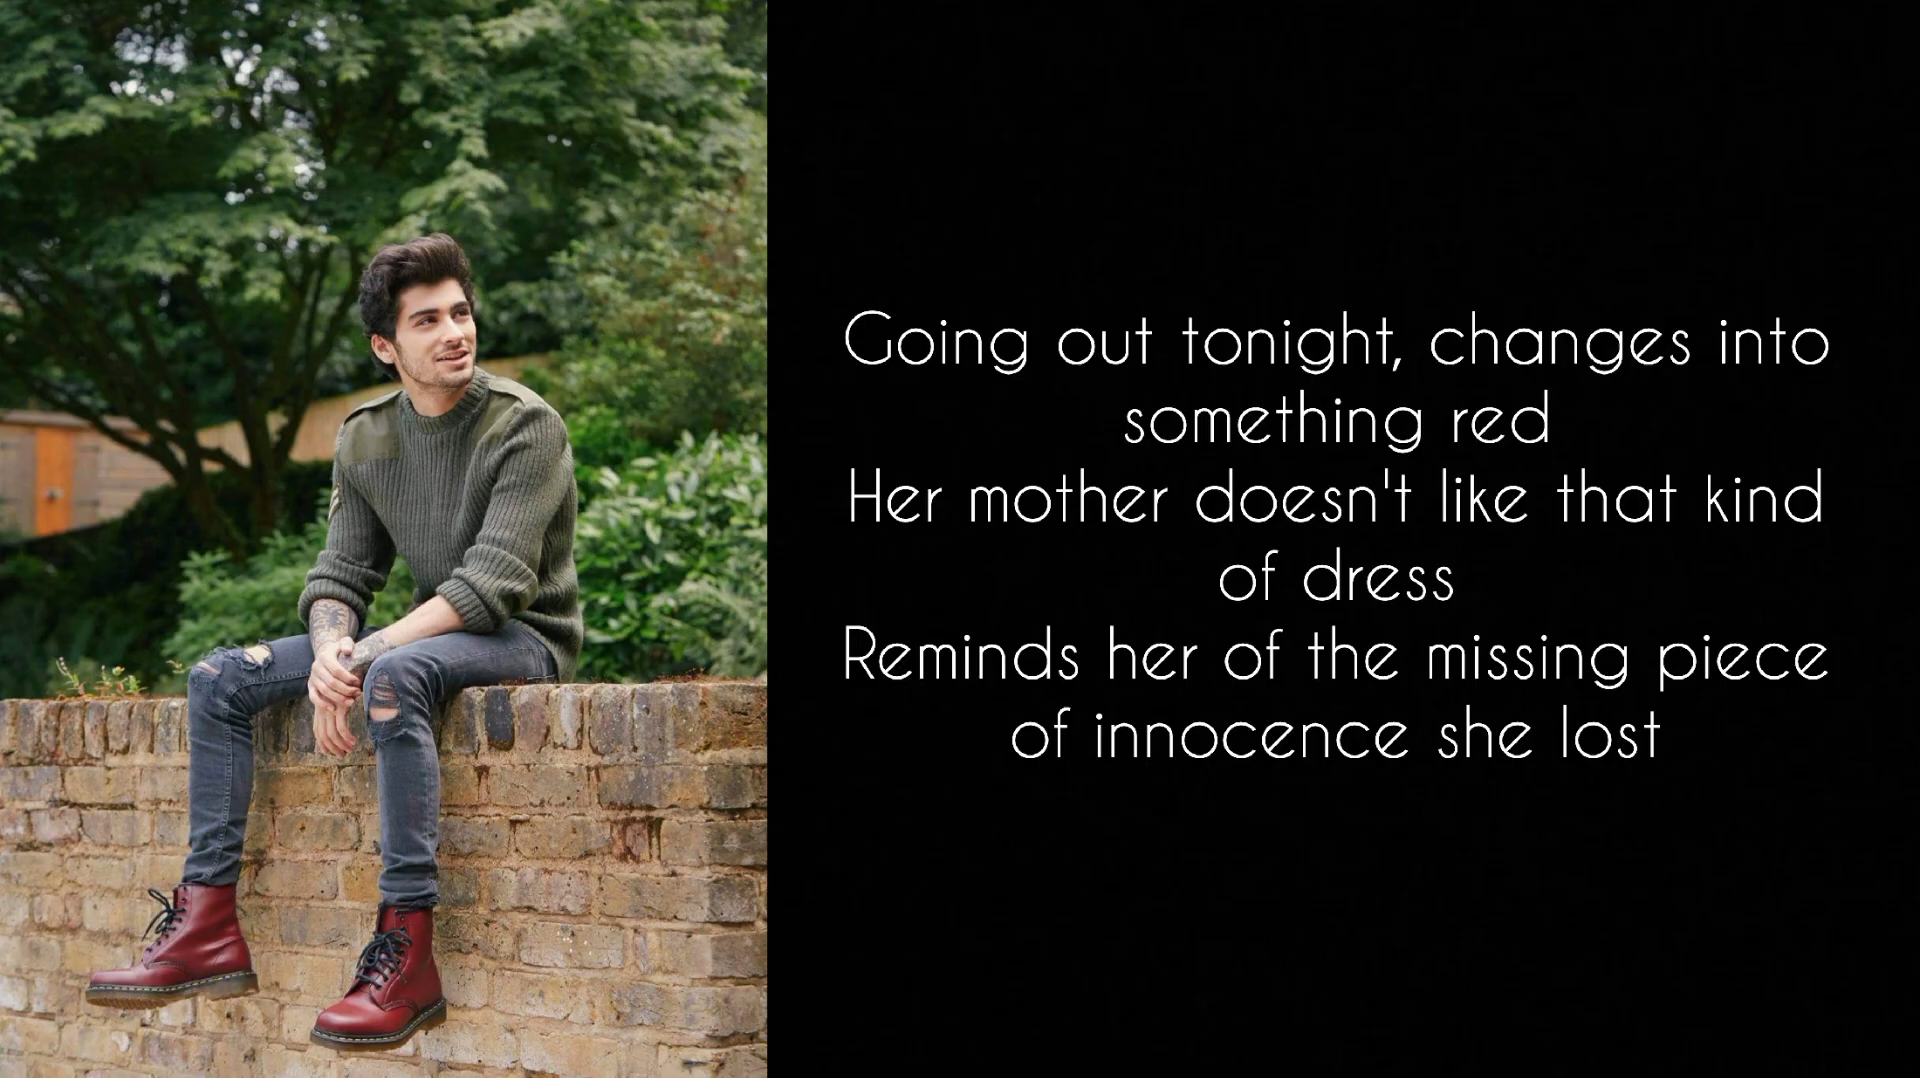 Going out tonight, changes into
something red
Her mother doesn't like that kind
of dress
Reminds her of the missing piece
of innocence she lost